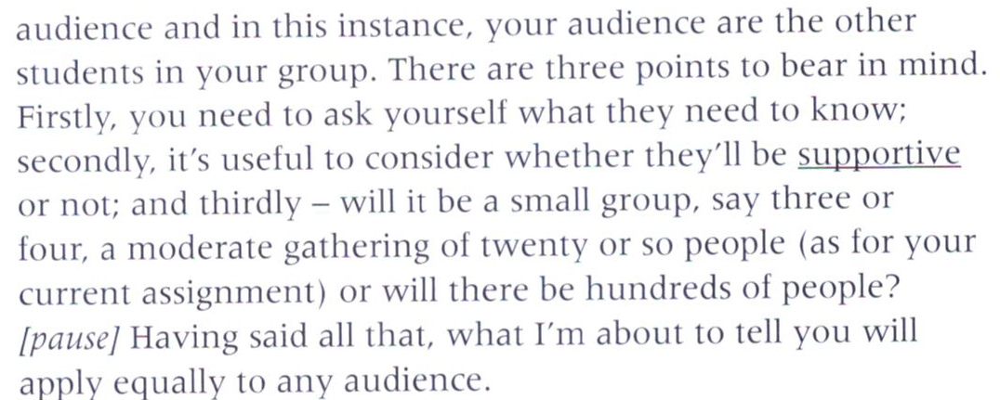 audience and in this instance, your audience are the other
students in your group. There are three points to bear in mind.
Firstly, you need to ask yourself what they need to know;
secondly, it's useful to consider whether they'll be supportive
or not; and thirdly – will it be a small group, say three or
four, a moderate gathering of twenty or so people (as for your
current assignment) or will there be hundreds of people?
[pause] Having said all that, what I'm about to tell you will
apply equally to any audience.